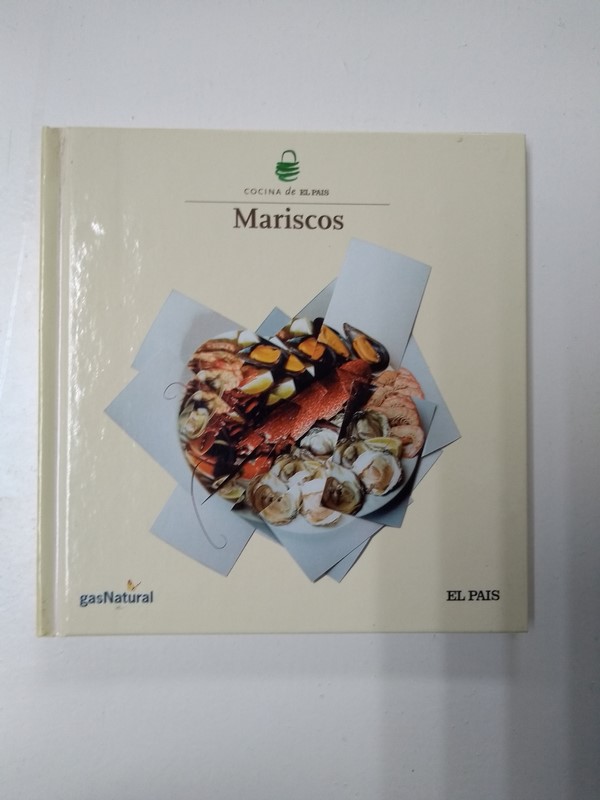 COCINA de EL PAIS
Mariscos
gasNatural
EL PAIS